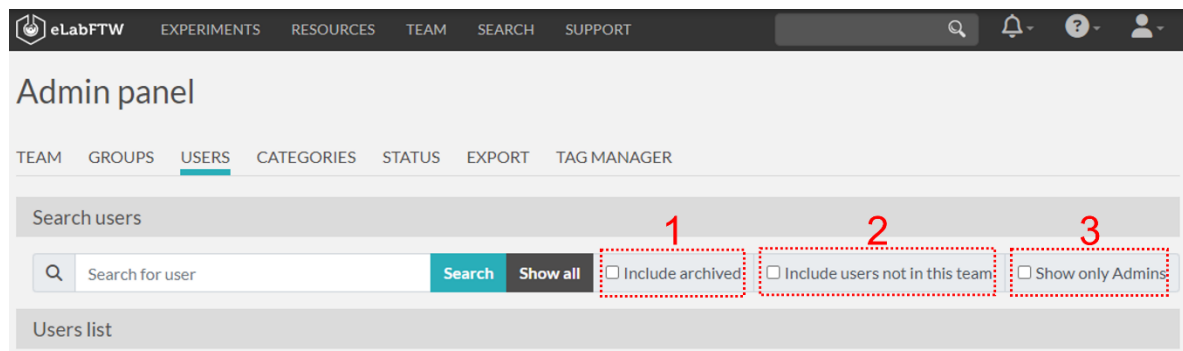 eLabFTW EXPERIMENTS RESOURCES TEAM SEARCH SUPPORT ?
Admin panel
TEAM GROUPS USERS CATEGORIES STATUS EXPORT TAG MANAGER
Search users
1 2 3
Search for user Search Show all Include archived Include users not in this team Show only Admins
Users list